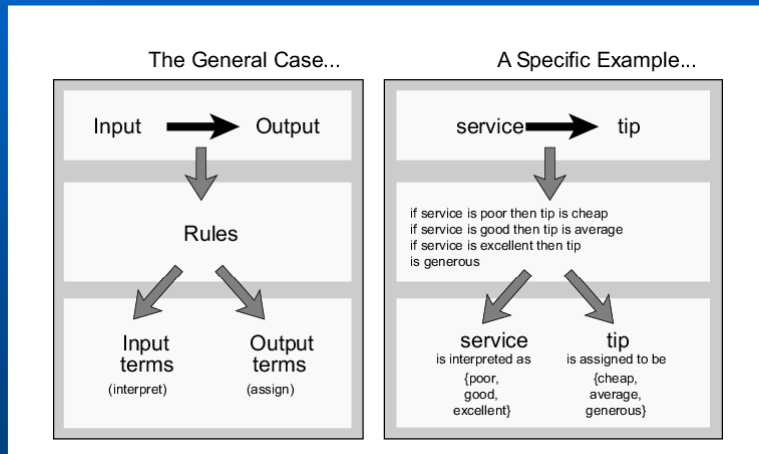 The General Case...
Input
Output
Rules
Input
terms
(interpret)
Output
terms
(assign)
A Specific Example...
service
tip
if service is poor then tip is cheap
if service is good then tip is average
if service is excellent then tip
is generous
service
is interpreted as
{poor,
good,
excellent}
tip
is assigned to be
{cheap,
average,
generous}